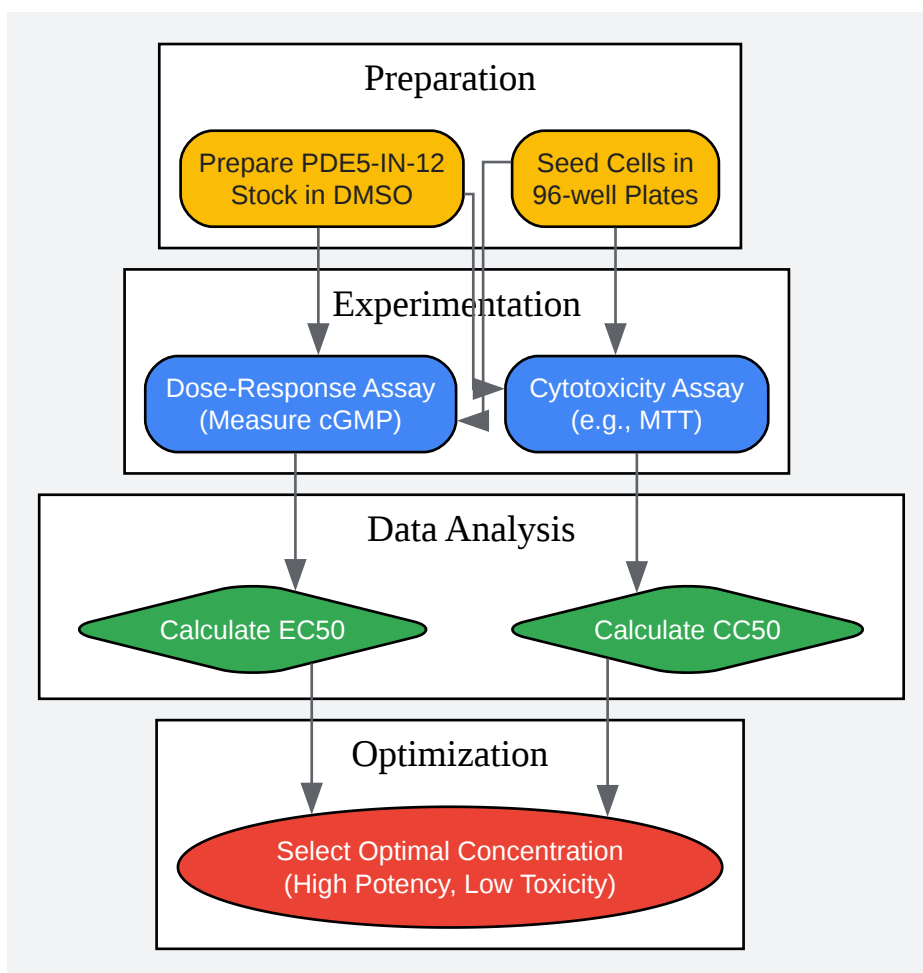 Preparation
Prepare PDE5-IN-12
Stock in DMSO
Seed Cells in
96-well Plates
Experimentation
Dose-Response Assay
(Measure cGMP)
Cytotoxicity Assay
(e.g., MTT)
Data Analysis
Calculate EC50
Calculate CC50
Optimization
Select Optimal Concentration
(High Potency, Low Toxicity)